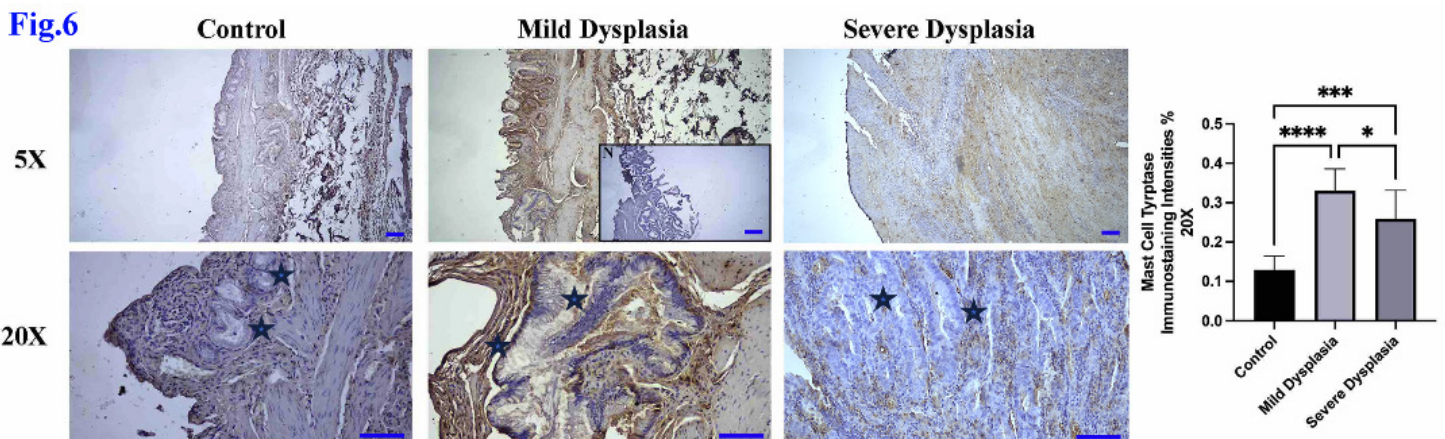 Fig.6
Control
Mild Dysplasia
Severe Dysplasia
5X
N
20X
Mast Cell Tyrptase
Immunostaining Intensities %
20X
0.5
0.4
0.3
0.2
0.1
0.0
***
**** *
Control
Mild Dysplasia
Severe Dysplasia